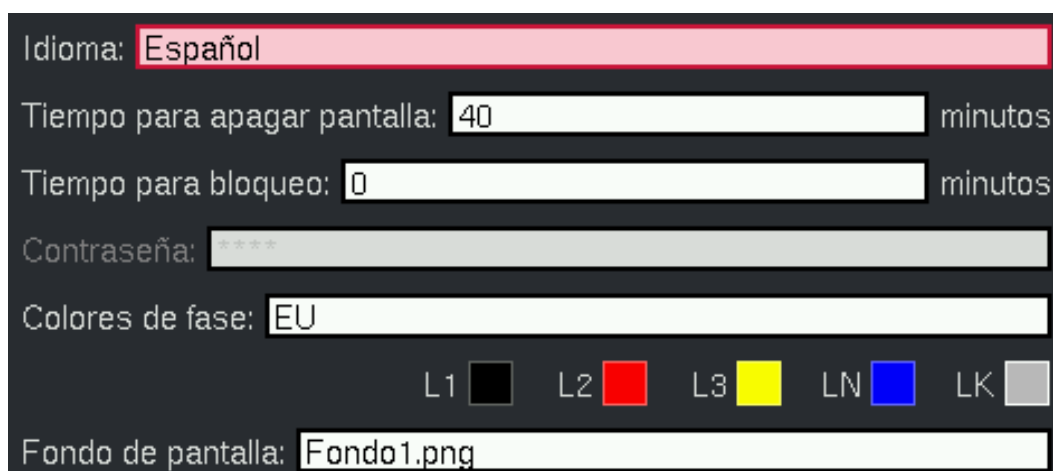 Idioma: Español
Tiempo para apagar pantalla: 40 minutos
Tiempo para bloqueo: 0 minutos
Contraseña: ****
Colores de fase: EU
L1 L2 L3 LN LK
Fondo de pantalla: Fondo1.png